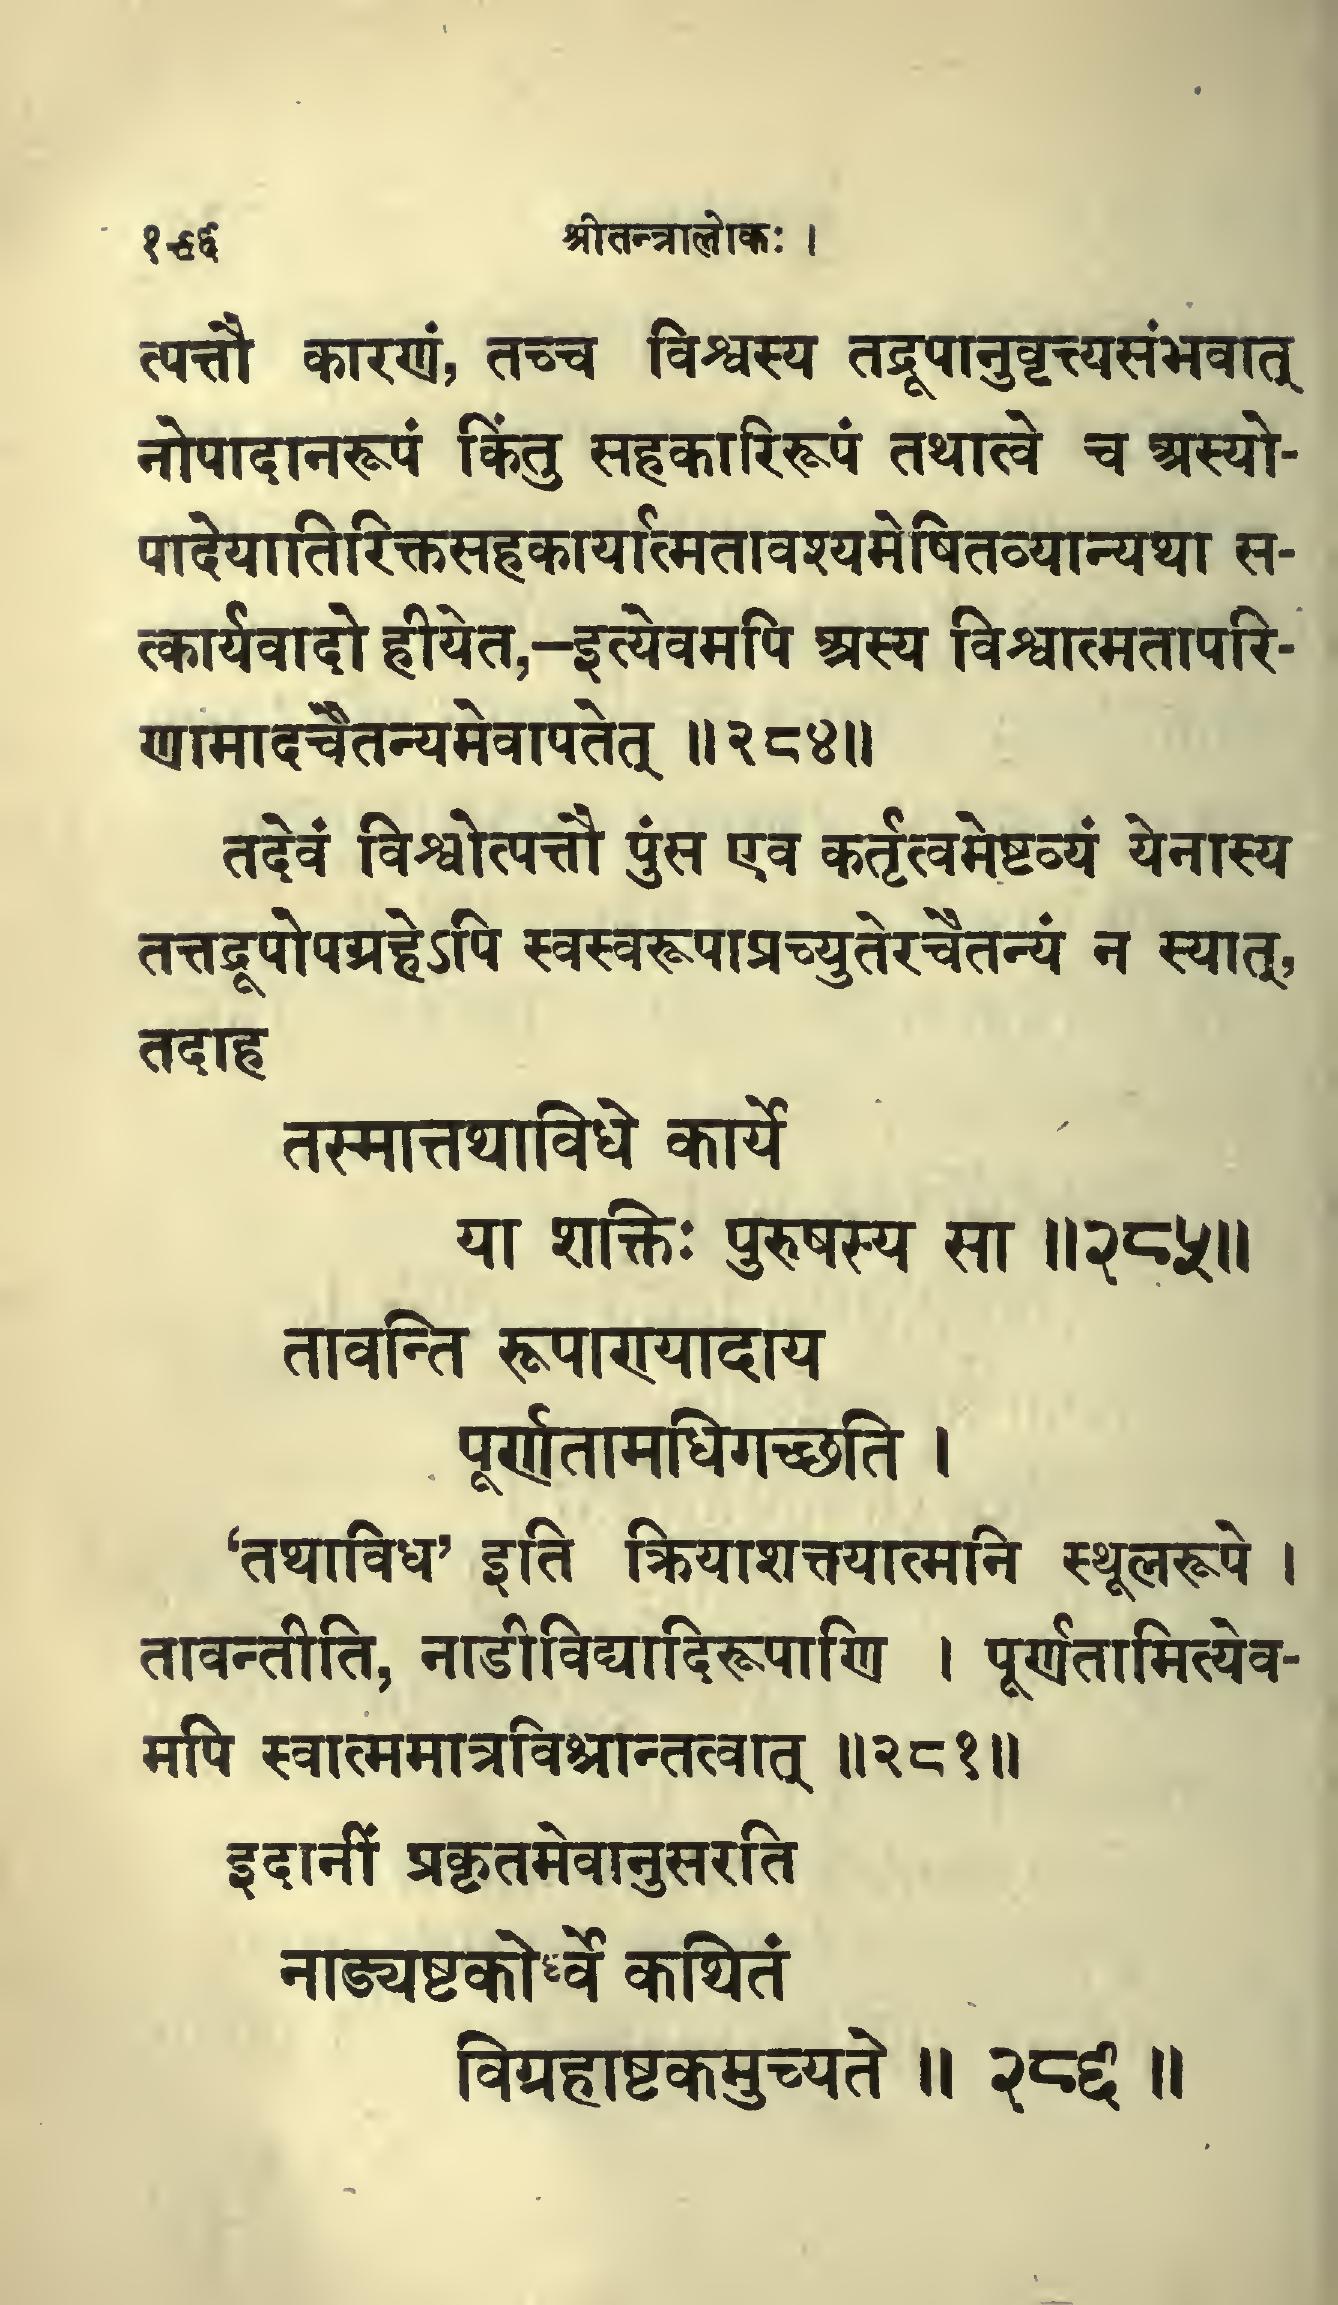 १९६ श्रीतन्त्रालोकः ।
त्पत्तौ कारणं, तच्च विश्वस्य तद्रूपानुवृत्त्यसंभवात्
नोपादानरूपं किंतु सहकारिरूपं तथात्वे च अस्यो-
पादेयातिरिक्तसहकार्यात्मतावश्यमेषितव्यान्यथा स-
त्कार्यवादो हीयेत,—इत्येवमपि अस्य विश्वात्मतापरि-
णामादचैतन्यमेवापतेत् ॥२८४॥
तदेवं विश्वोत्पत्तौ पुंस एव कर्तृत्वमेष्टव्यं येनास्य
तत्तद्रूपोपग्रहेऽपि स्वस्वरूपाप्रच्युतेरचैतन्यं न स्यात्,
तदाह
तस्मात्तथाविधे कार्ये
या शक्तिः पुरुषस्य सा ॥२८५॥
तावन्ति रूपाण्यादाय
पूर्णतामधिगच्छति ।
‘तथाविध’ इति क्रियाशक्त्यात्मनि स्थूलरूपे ।
तावन्तीति, नाडीविद्यादिरूपाणि । पूर्णतामित्येव-
मपि स्वात्ममात्रविश्रान्तत्वात् ॥२८१॥
इदानीं प्रकृतमेवानुसरति
नाड्यष्टकोर्ध्वे कथितं
विग्रहाष्टकमुच्यते ॥ २८६ ॥